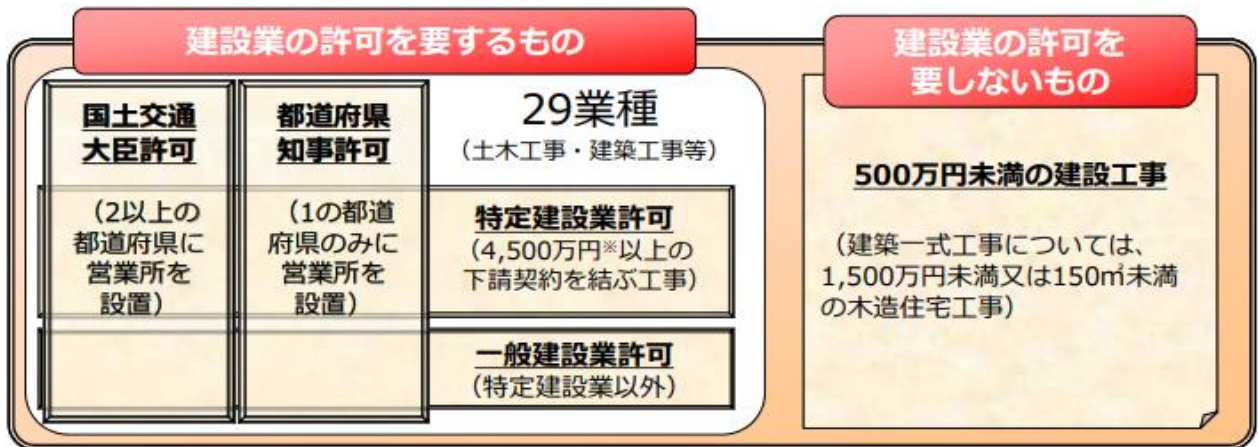 建設業の許可を要するもの
国土交通
大臣許可
（2以上の
都道府県に
営業所を
設置）
都道府県
知事許可
（1の都道
府県のみに
営業所を
設置）
29業種
（土木工事・建築工事等）
特定建設業許可
（4,500万円※以上の
下請契約を結ぶ工事）
一般建設業許可
（特定建設業以外）
建設業の許可を
要しないもの
500万円未満の建設工事
（建築一式工事については、
1,500万円未満又は150㎡未満
の木造住宅工事）